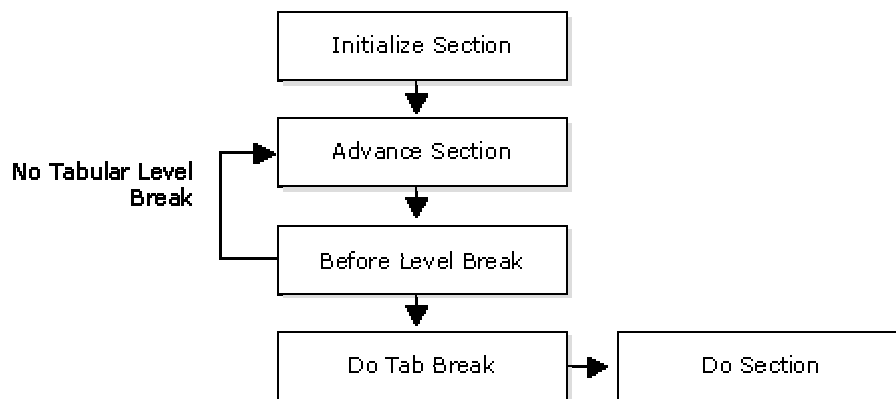 Initialize Section
Advance Section
No Tabular Level
Break
Before Level Break
Do Tab Break
Do Section